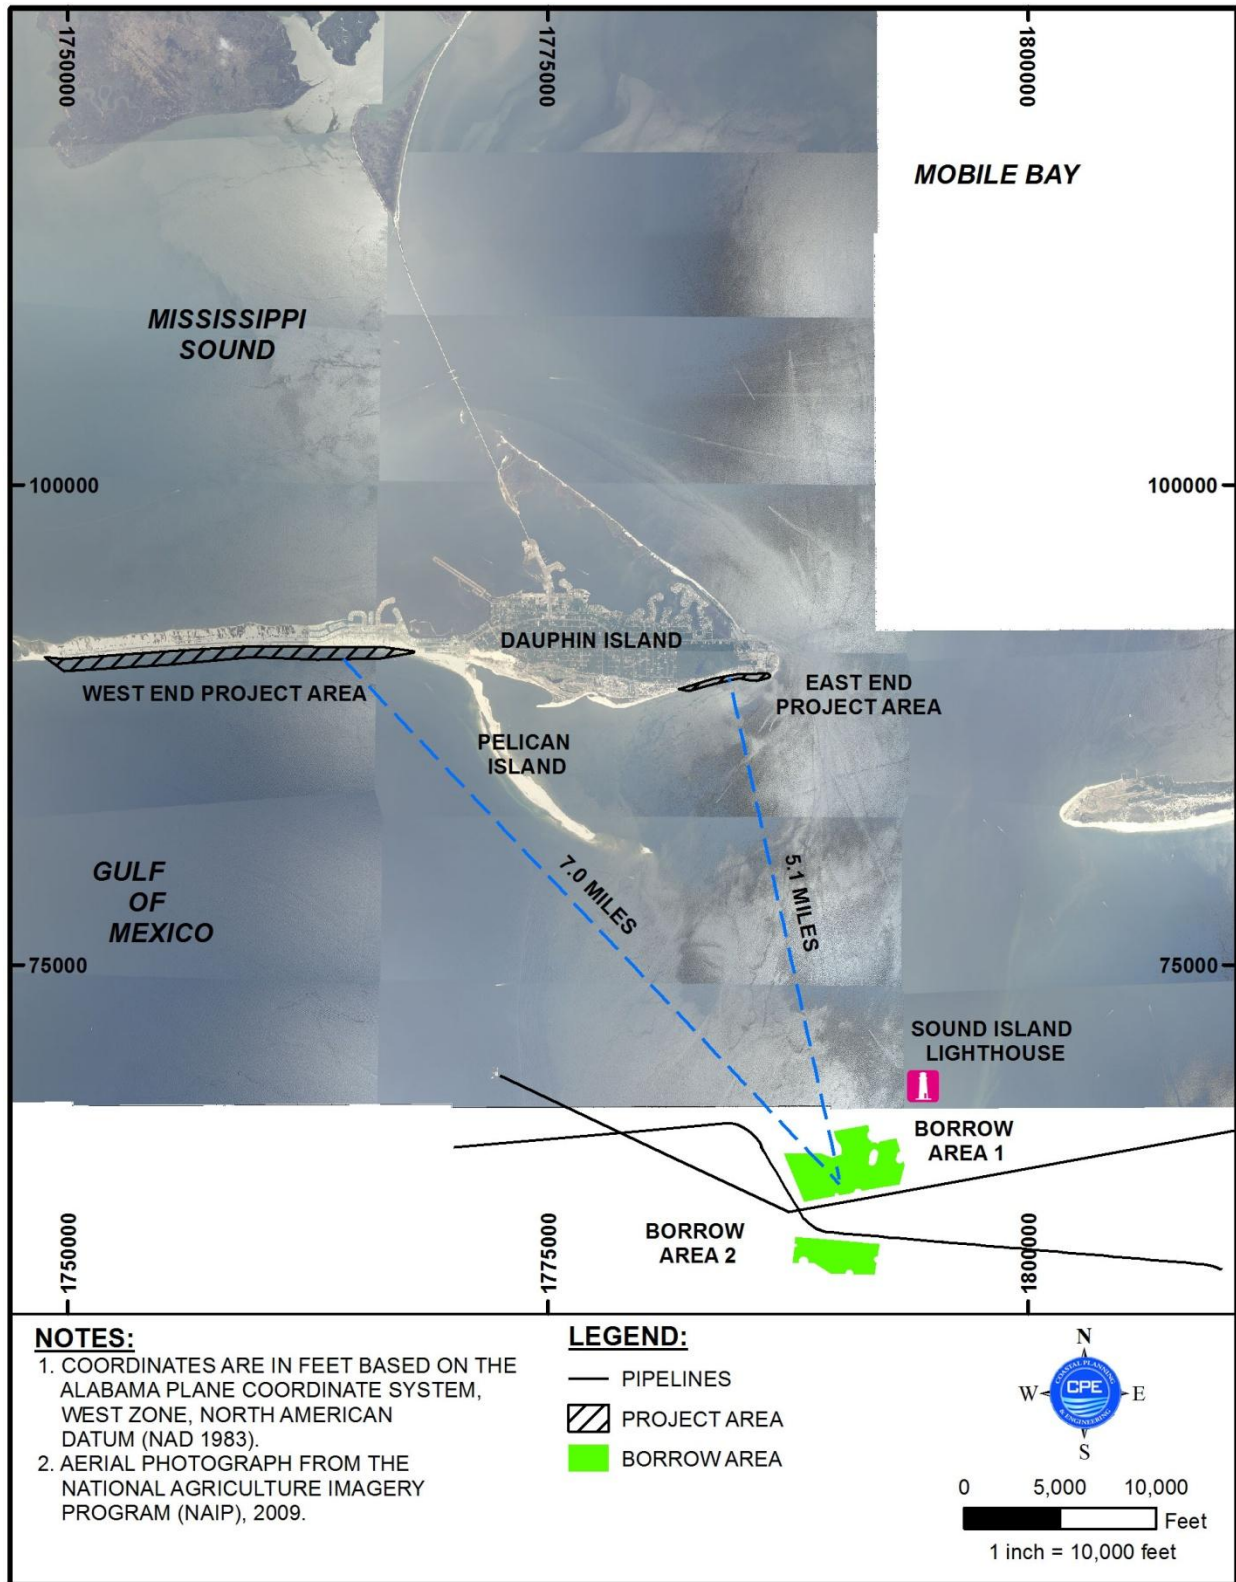 1750000
1775000
1800000
MOBILE BAY
MISSISSIPPI
SOUND
100000
100000
DAUPHIN ISLAND
WEST END PROJECT AREA
EAST END
PROJECT AREA
PELICAN
ISLAND
GULF
OF
MEXICO
7.0 MILES
5.1 MILES
75000
75000
SOUND ISLAND
LIGHTHOUSE
BORROW
AREA 1
BORROW
AREA 2
1750000
1775000
1800000
NOTES:
1. COORDINATES ARE IN FEET BASED ON THE
ALABAMA PLANE COORDINATE SYSTEM,
WEST ZONE, NORTH AMERICAN
DATUM (NAD 1983).
2. AERIAL PHOTOGRAPH FROM THE
NATIONAL AGRICULTURE IMAGERY
PROGRAM (NAIP), 2009.
LEGEND:
PIPELINES
PROJECT AREA
BORROW AREA
N
W
E
S
COASTAL PLANNING
CPE
& ENGINEERING
0 5,000 10,000
Feet
1 inch = 10,000 feet